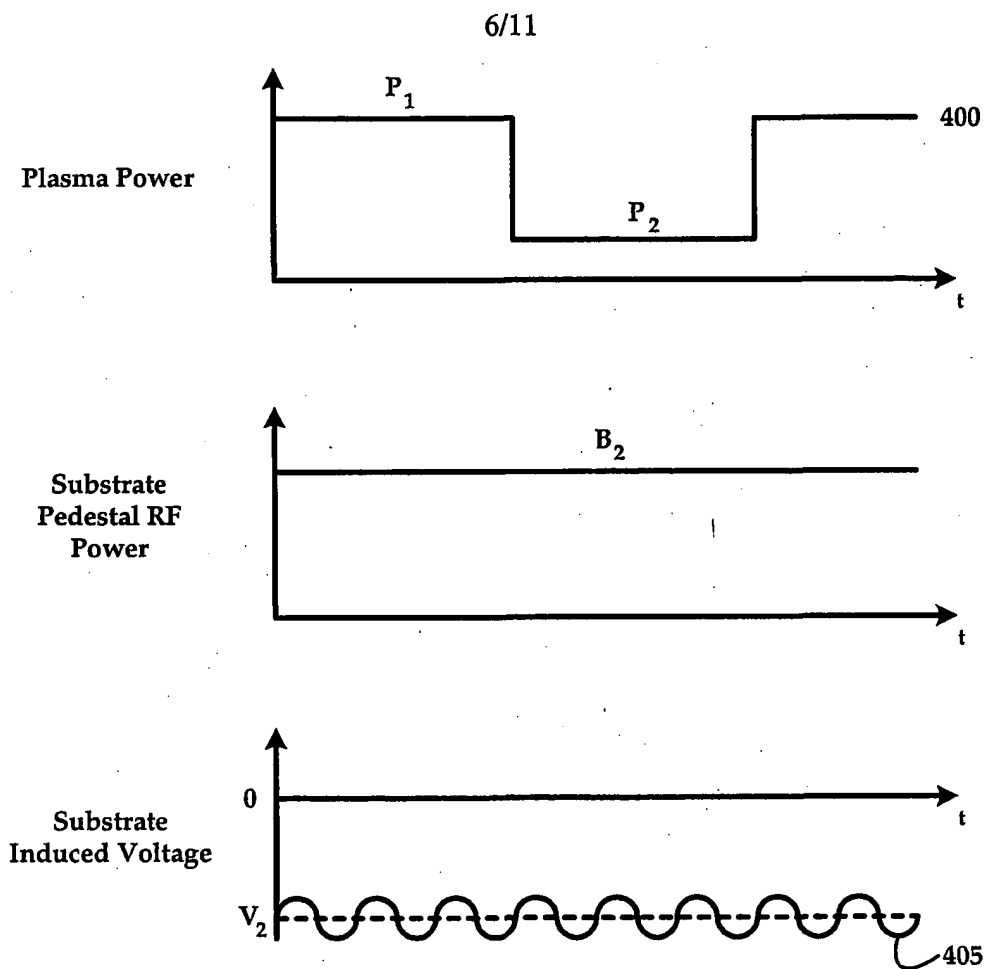 6/11
P1
400
Plasma Power
P2
t
B2
Substrate
Pedestal RF
Power
t
0
t
Substrate
Induced Voltage
V2
405